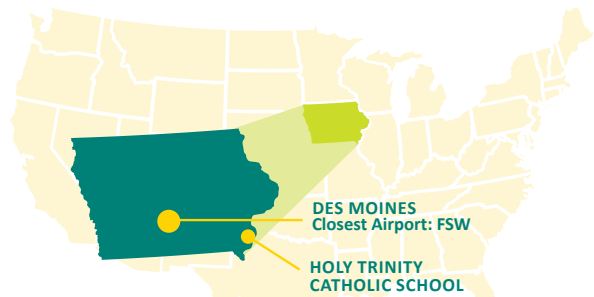 DES MOINES
Closest Airport: FSW
HOLY TRINITY
CATHOLIC SCHOOL